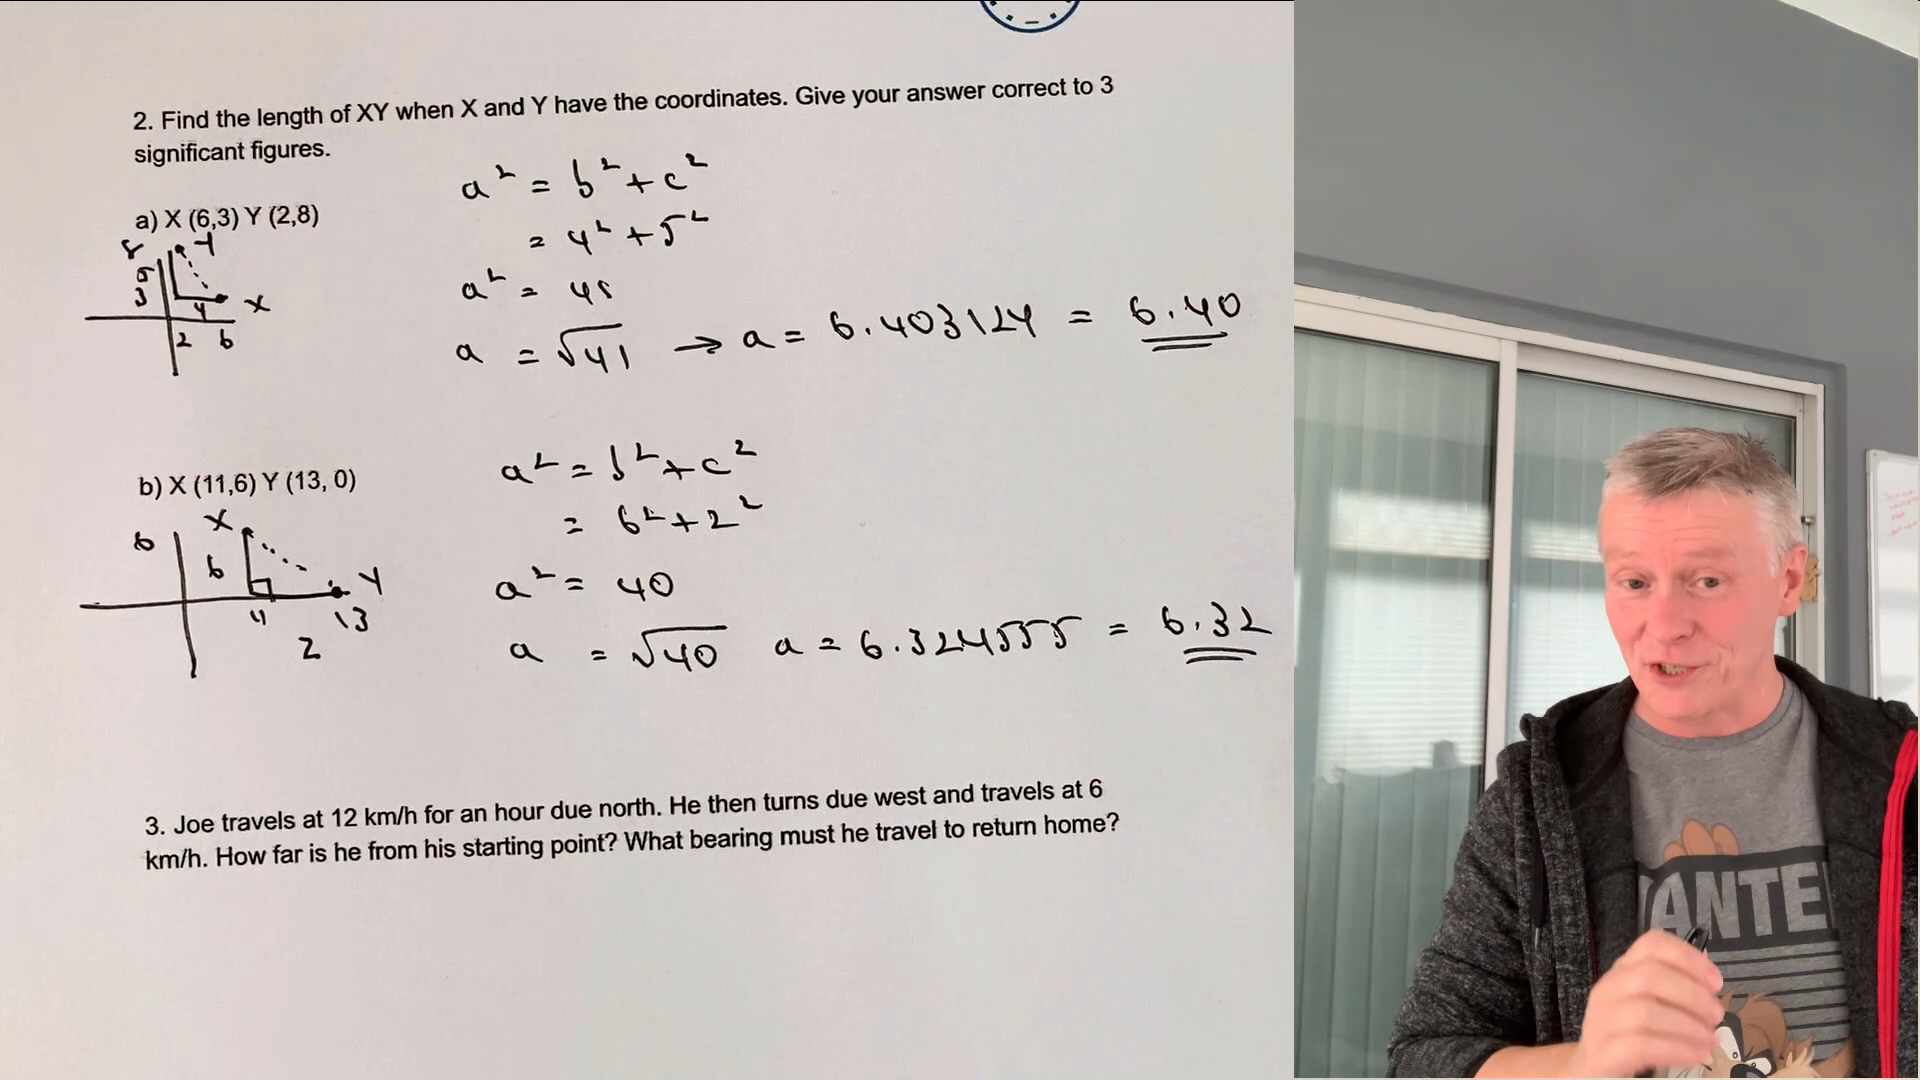 2. Find the length of XY when X and Y have the coordinates. Give your answer correct to 3
significant figures.
a² = b² + c²
= 4² + 5²
a) X (6,3) Y (2,8)
8 Y
5
3 4 X
2 6
a² = 41
a = √41 → a = 6.403124 = 6.40
b) X (11,6) Y (13, 0)
a² = b² + c²
= 6² + 2²
X
6 6 Y
11 13
2
a² = 40
a = √40 a = 6.324555 = 6.32
3. Joe travels at 12 km/h for an hour due north. He then turns due west and travels at 6
km/h. How far is he from his starting point? What bearing must he travel to return home?
ANTE